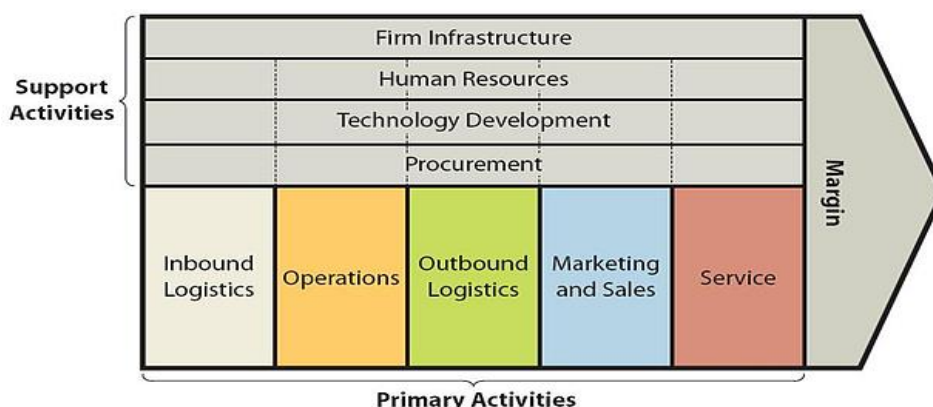 Support
Activities
Firm Infrastructure
Human Resources
Technology Development
Procurement
Inbound
Logistics
Operations
Outbound
Logistics
Marketing
and Sales
Service
Margin
Primary Activities